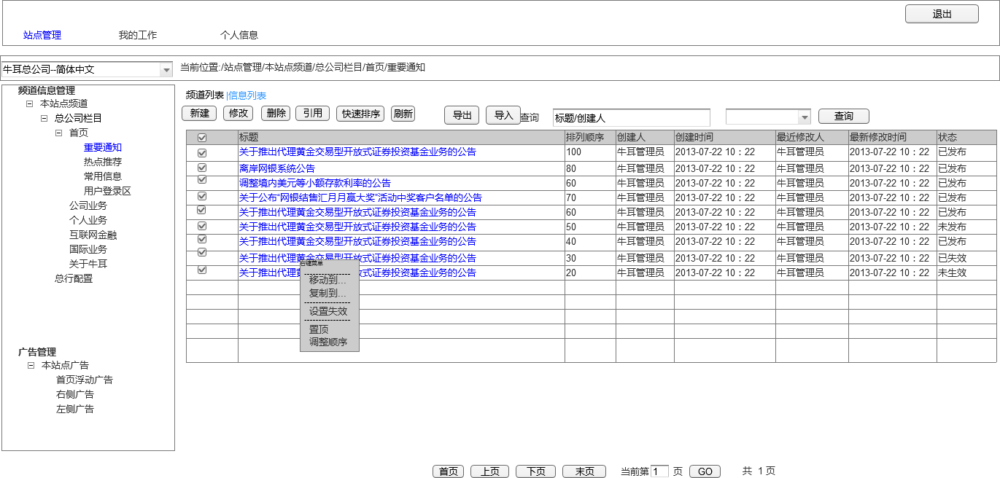 退出
站点管理 我的工作 个人信息
牛耳总公司--简体中文 当前位置:/站点管理/本站点频道/总公司栏目/首页/重要通知
频道信息管理
本站点频道
总公司栏目
首页
重要通知
热点推荐
常用信息
用户登录区
公司业务
个人业务
互联网金融
国际业务
关于牛耳
总行配置
广告管理
本站点广告
首页浮动广告
右侧广告
左侧广告
频道列表 |信息列表
新建 修改 删除 引用 快速排序 刷新 导出 导入 查询 标题/创建人 查询
标题 排列顺序 创建人 创建时间 最近修改人 最新修改时间 状态
关于推出代理黄金交易型开放式证券投资基金业务的公告 100 牛耳管理员 2013-07-22 10：22 牛耳管理员 2013-07-22 10：22 已发布
离岸网银系统公告 80 牛耳管理员 2013-07-22 10：22 牛耳管理员 2013-07-22 10：22 已发布
调整境内美元等小额存款利率的公告 60 牛耳管理员 2013-07-22 10：22 牛耳管理员 2013-07-22 10：22 已发布
关于公布“网银结售汇月月赢大奖”活动中奖客户名单的公告 70 牛耳管理员 2013-07-22 10：22 牛耳管理员 2013-07-22 10：22 已发布
关于推出代理黄金交易型开放式证券投资基金业务的公告 60 牛耳管理员 2013-07-22 10：22 牛耳管理员 2013-07-22 10：22 已发布
关于推出代理黄金交易型开放式证券投资基金业务的公告 50 牛耳管理员 2013-07-22 10：22 牛耳管理员 2013-07-22 10：22 未发布
关于推出代理黄金交易型开放式证券投资基金业务的公告 40 牛耳管理员 2013-07-22 10：22 牛耳管理员 2013-07-22 10：22 已发布
关于推出代理黄金交易型开放式证券投资基金业务的公告 30 牛耳管理员 2013-07-22 10：22 牛耳管理员 2013-07-22 10：22 已失效
关于推出代理黄 放式证券投资基金业务的公告 20 牛耳管理员 2013-07-22 10：22 牛耳管理员 2013-07-22 10：22 未生效
右键菜单
移动到...
复制到...
设置失效
置顶
调整顺序
首页 上页 下页 末页 当前第 1 页 GO 共 1 页